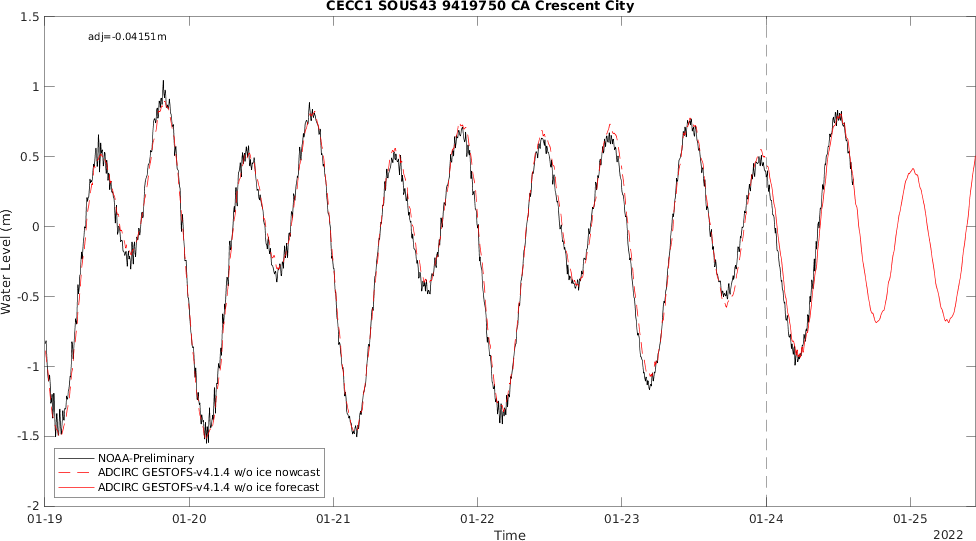 CECC1 SOUS43 9419750 CA Crescent City
1.5
adj=-0.04151m
1
0.5
0
-0.5
-1
-1.5
-2
Water Level (m)
NOAA-Preliminary
ADCIRC GESTOFS-v4.1.4 w/o ice nowcast
ADCIRC GESTOFS-v4.1.4 w/o ice forecast
01-19 01-20 01-21 01-22 01-23 01-24 01-25
Time
2022